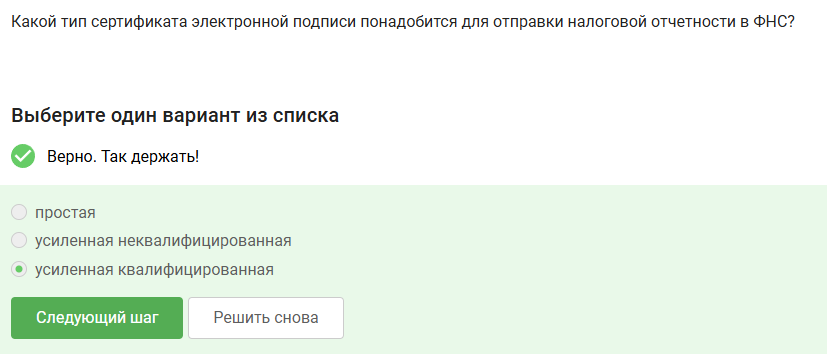 Какой тип сертификата электронной подписи понадобится для отправки налоговой отчетности в ФНС?
Выберите один вариант из списка
Верно. Так держать!
простая
усиленная неквалифицированная
усиленная квалифицированная
Следующий шаг
Решить снова